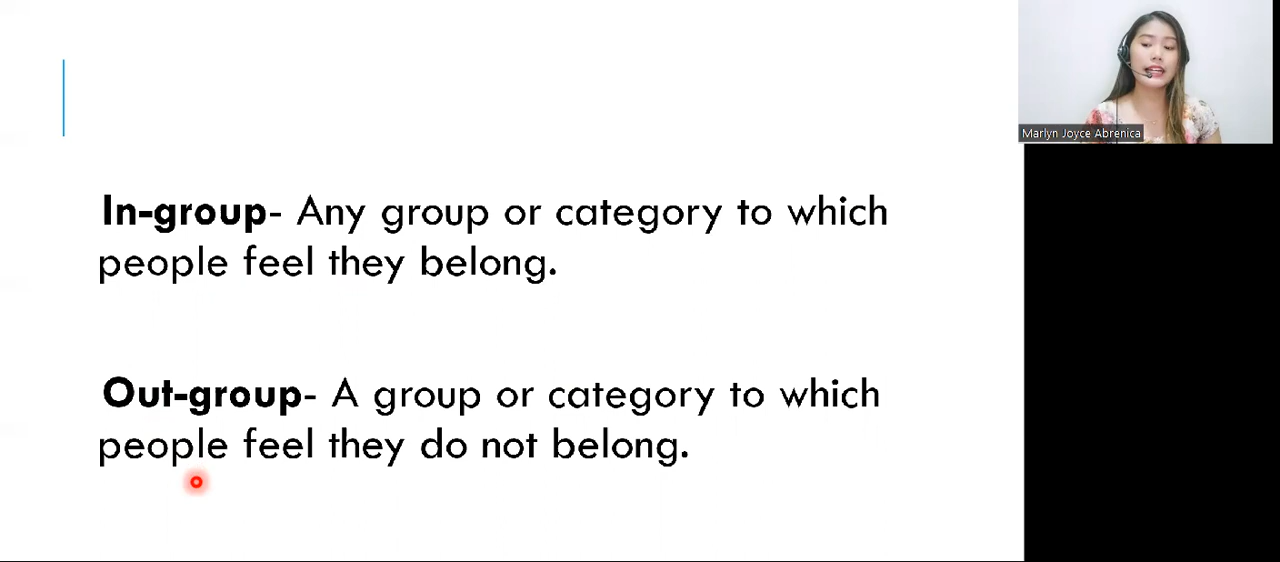 Marlyn Joyce Abrenica
In-group- Any group or category to which
people feel they belong.
Out-group- A group or category to which
people feel they do not belong.